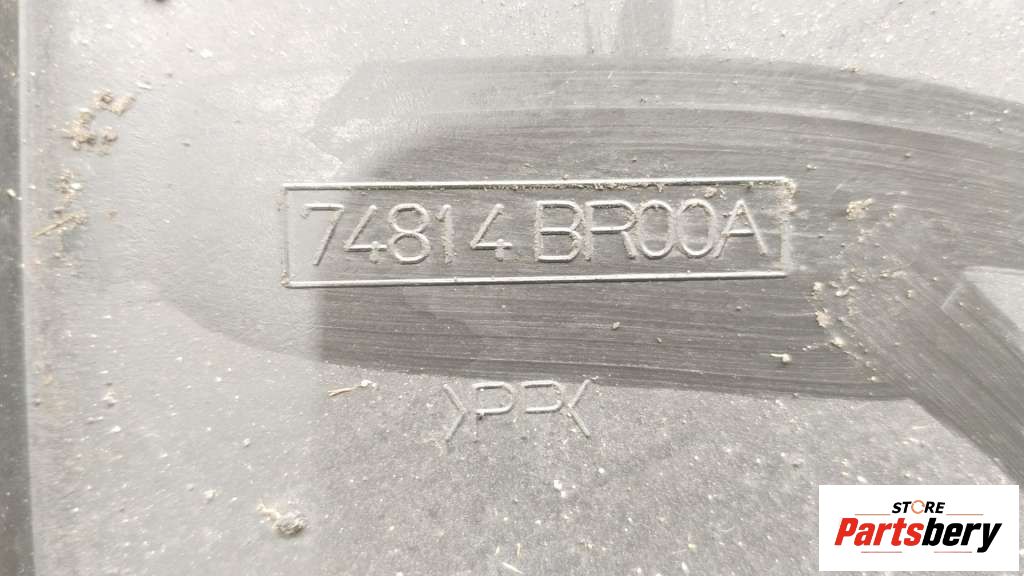 74814 BR00A
>PP<
STORE
Partsbery